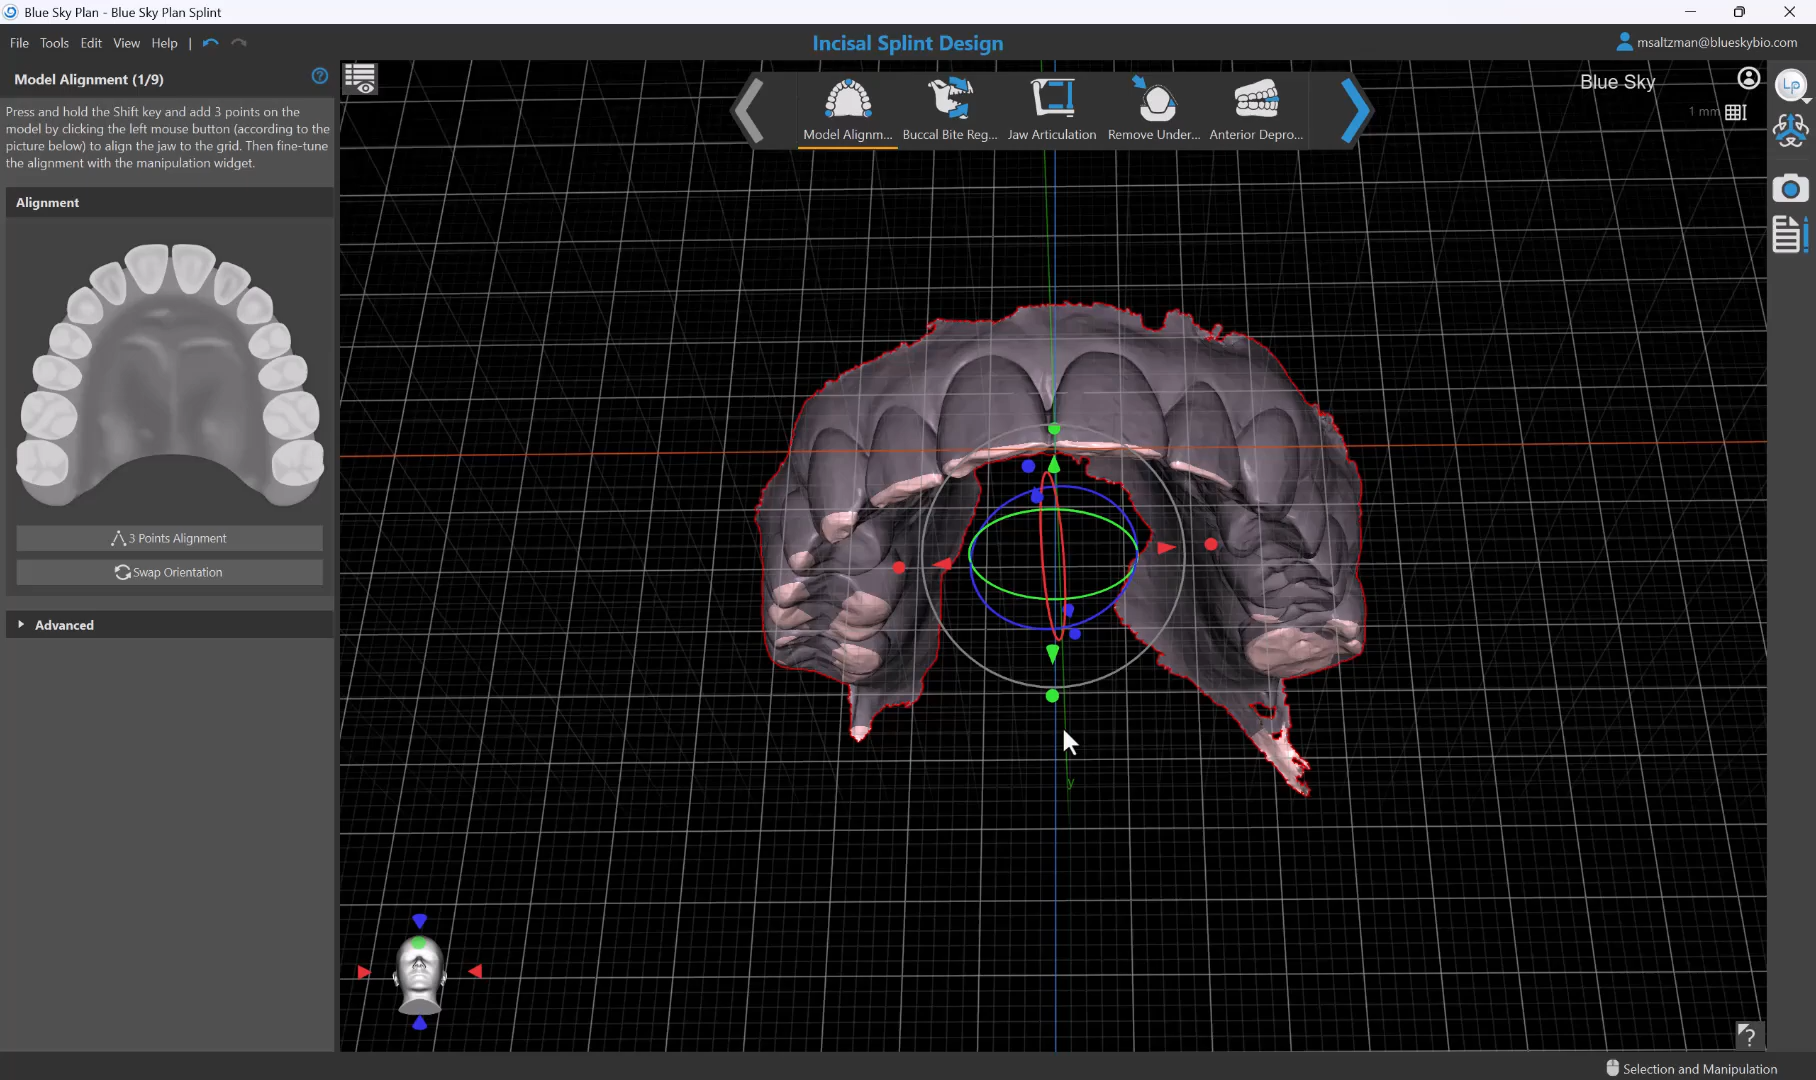 Blue Sky Plan - Blue Sky Plan Splint
File Tools Edit View Help |
Incisal Splint Design
msaltzman@blueskybio.com
Model Alignment (1/9)
Press and hold the Shift key and add 3 points on the
model by clicking the left mouse button (according to the
picture below) to align the jaw to the grid. Then fine-tune
the alignment with the manipulation widget.
Alignment
3 Points Alignment
Swap Orientation
Advanced
Model Alignm...
Buccal Bite Reg...
Jaw Articulation
Remove Under...
Anterior Depro...
Blue Sky
1 mm
Lp
y
?
Selection and Manipulation